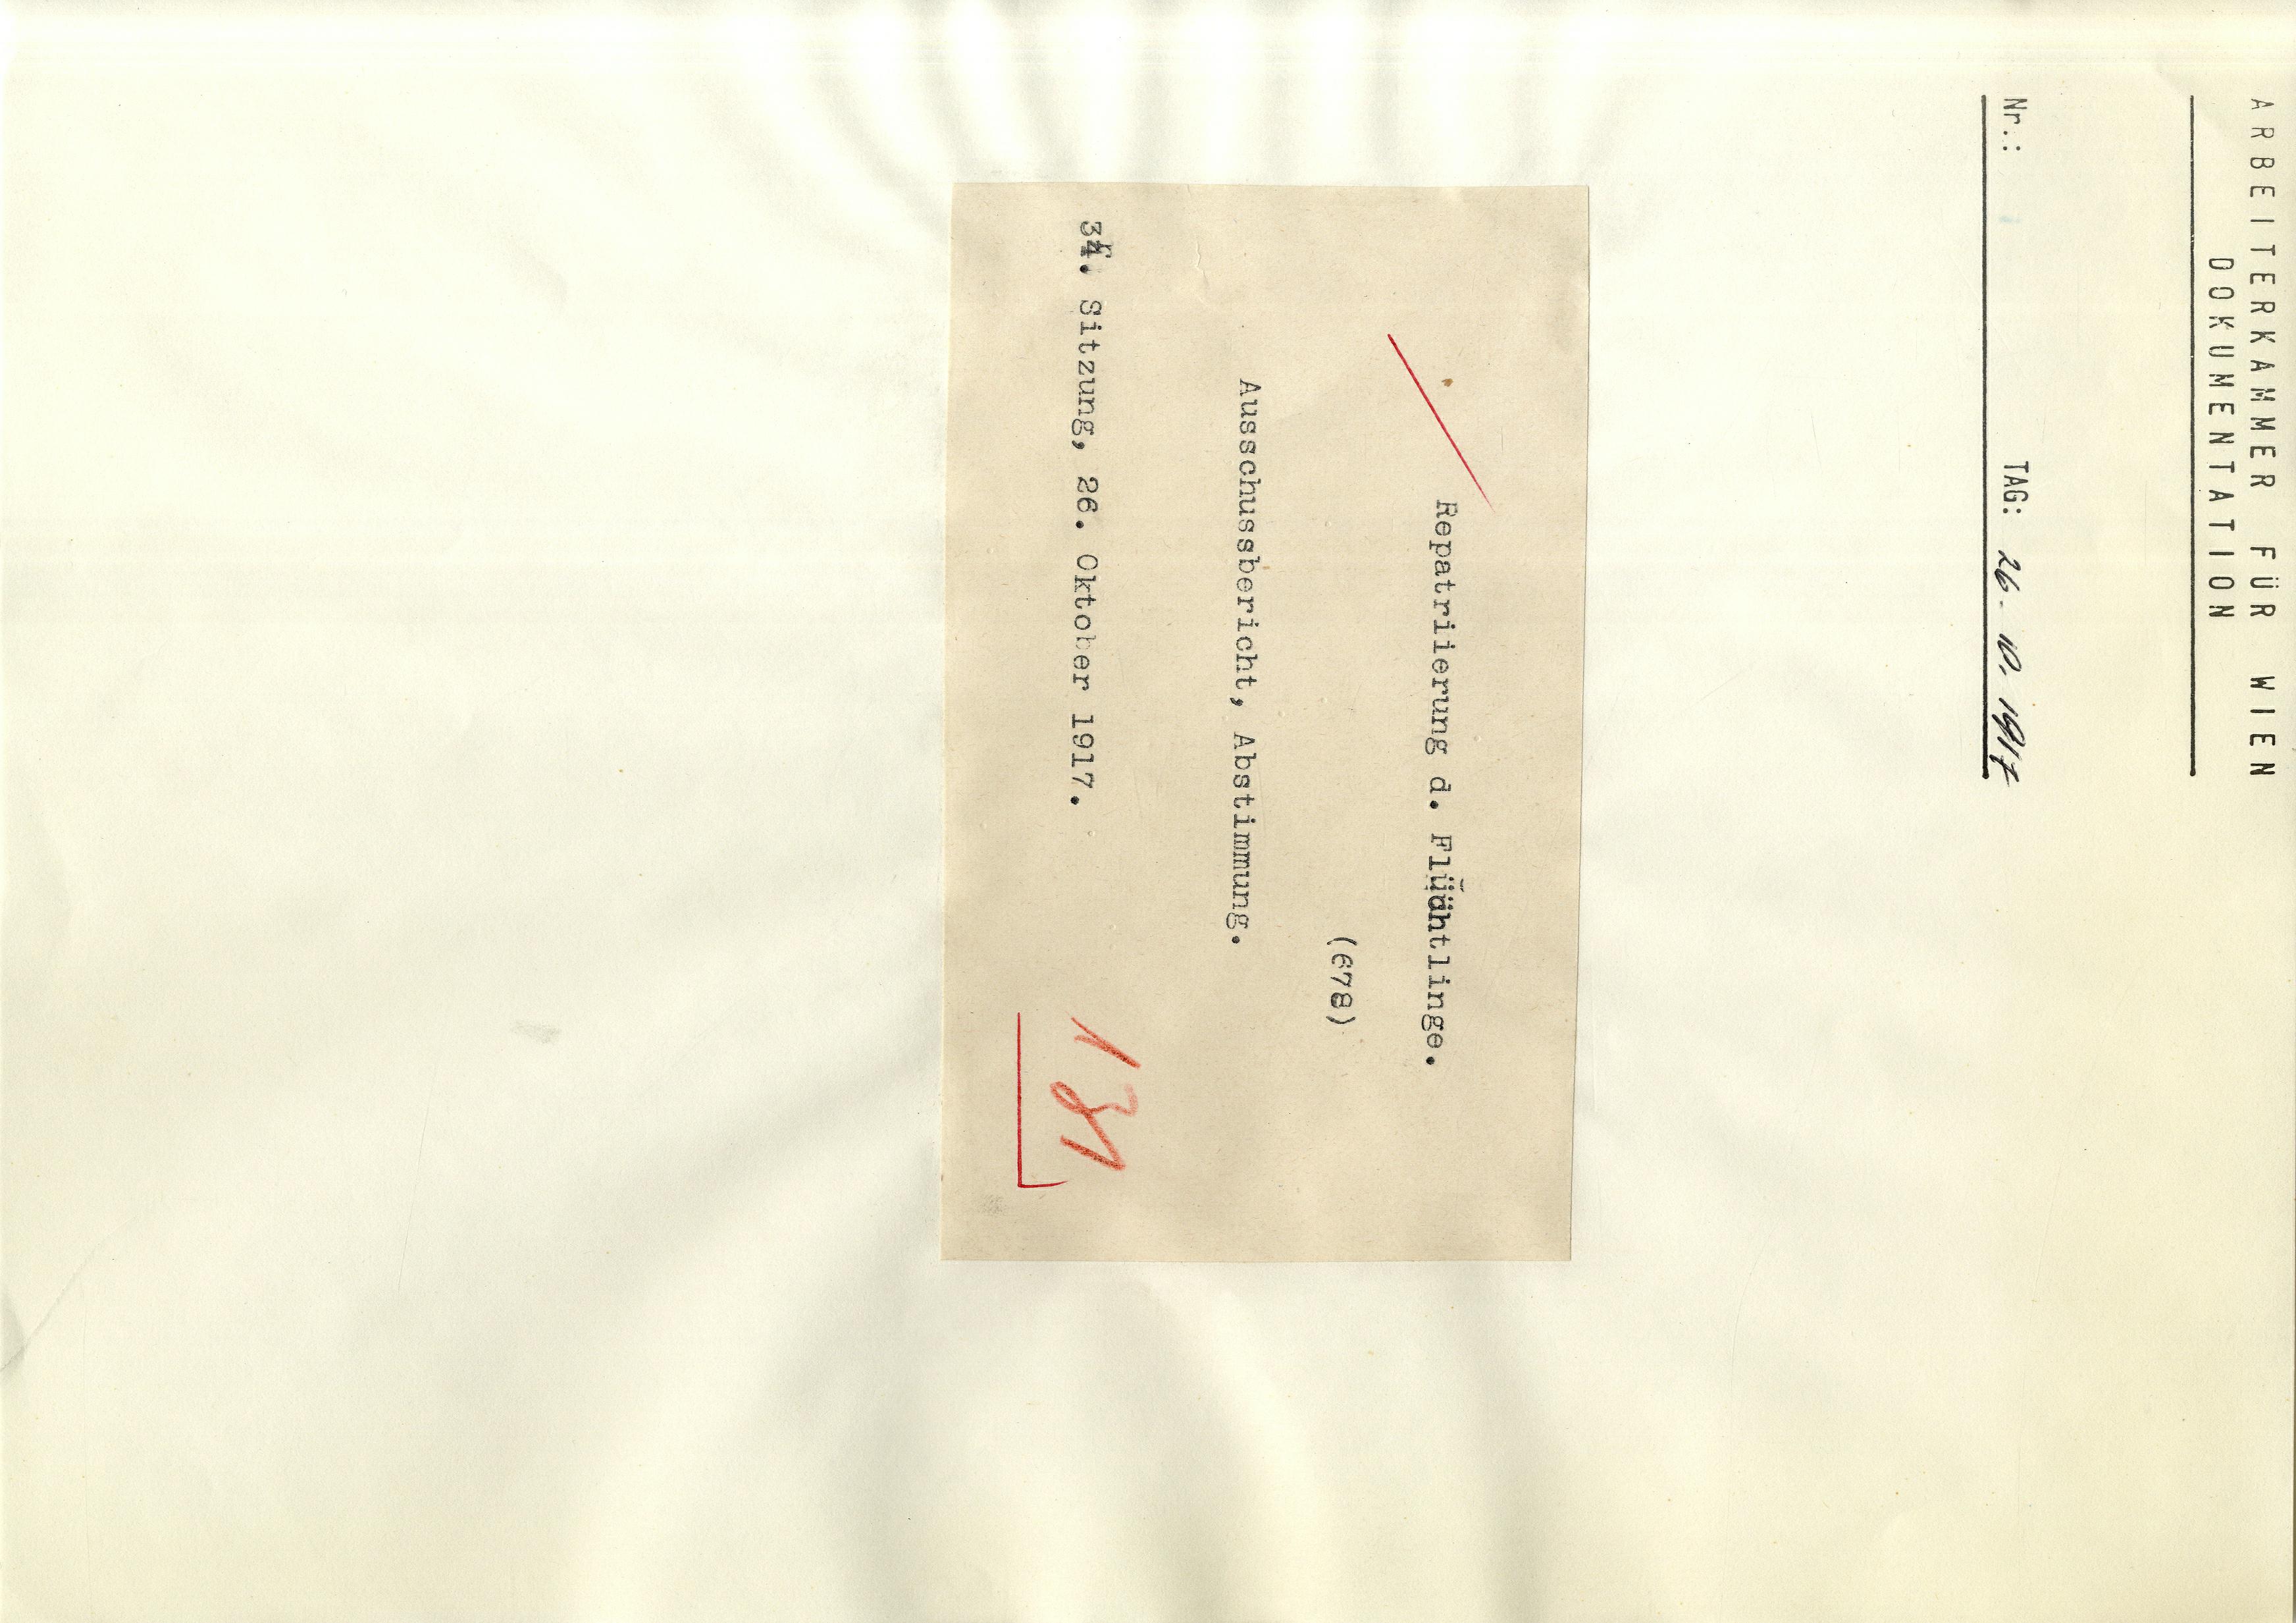 ARBEITERKAMMER FÜR WIEN
DOKUMENTATION
Nr.: TAG: 26. 10. 1917
Repatriierung d. Flüchtlinge.
(678)
Ausschussbericht, Abstimmung.
34. Sitzung, 26. Oktober 1917.
131